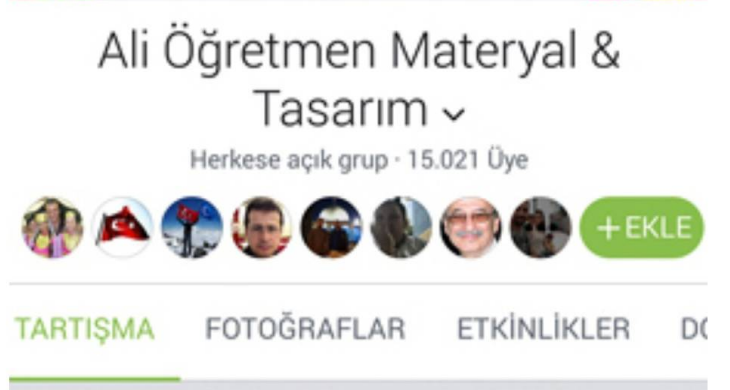 Ali Öğretmen Materyal &
Tasarım
Herkese açık grup · 15.021 Üye
+EKLE
TARTIŞMA FOTOĞRAFLAR ETKİNLİKLER